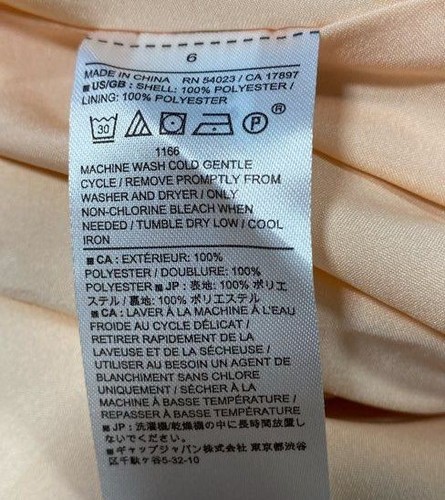 6
MADE IN CHINA RN 54023 / CA 17897
■ US/GB : SHELL: 100% POLYESTER /
LINING: 100% POLYESTER
30 P ®
1166
MACHINE WASH COLD GENTLE
CYCLE / REMOVE PROMPTLY FROM
WASHER AND DRYER / ONLY
NON-CHLORINE BLEACH WHEN
NEEDED / TUMBLE DRY LOW / COOL
IRON
■ CA : EXTÉRIEUR: 100%
POLYESTER / DOUBLURE: 100%
POLYESTER ■ JP : 表地: 100% ポリエ
ステル / 裏地: 100% ポリエステル
■ CA : LAVER À LA MACHINE À L'EAU
FROIDE AU CYCLE DÉLICAT /
RETIRER RAPIDEMENT DE LA
LAVEUSE ET DE LA SÉCHEUSE /
UTILISER AU BESOIN UN AGENT DE
BLANCHIMENT SANS CHLORE
UNIQUEMENT / SÉCHER À LA
MACHINE À BASSE TEMPÉRATURE /
REPASSER À BASSE TEMPÉRATURE
■ JP : 洗濯機/乾燥機の中に長時間放置し
ないでください。
■ ギャップジャパン株式会社 東京都渋谷
区千駄ヶ谷5-32-10